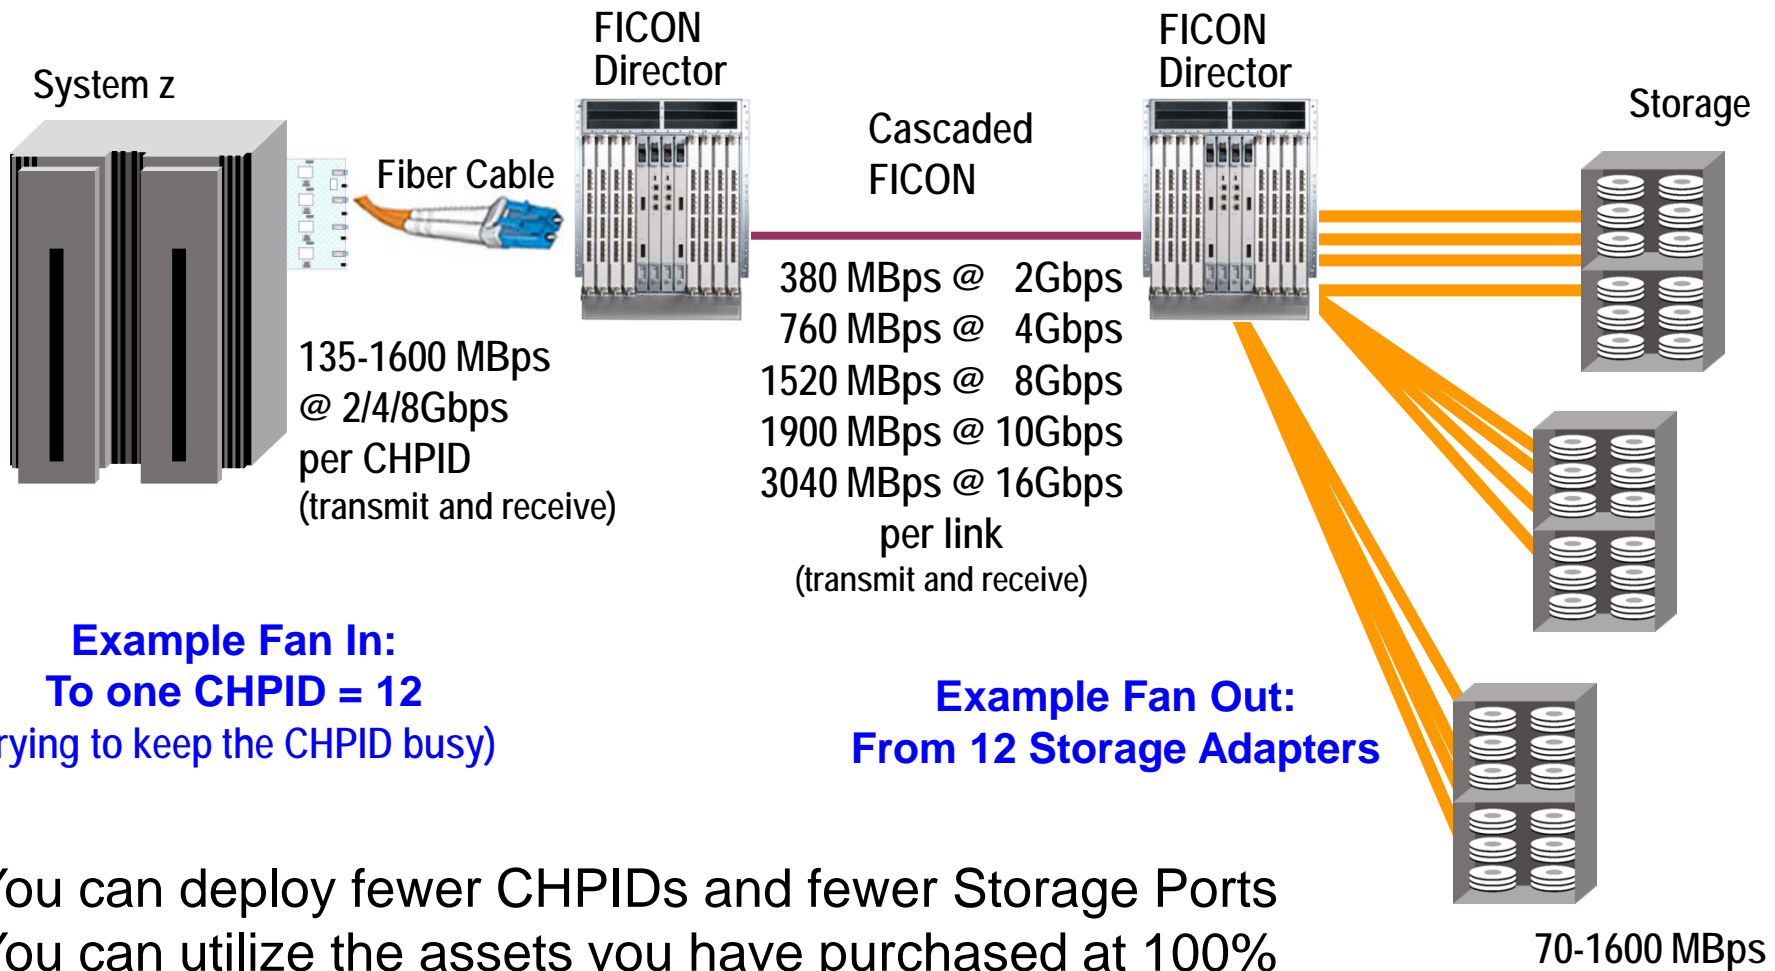 System z
FICON
Director
FICON
Director
Storage
Fiber Cable
Cascaded
FICON
135-1600 MBps
@ 2/4/8Gbps
per CHPID
(transmit and receive)
380 MBps @ 2Gbps
760 MBps @ 4Gbps
1520 MBps @ 8Gbps
1900 MBps @ 10Gbps
3040 MBps @ 16Gbps
per link
(transmit and receive)
Example Fan In:
To one CHPID = 12
rying to keep the CHPID busy)
Example Fan Out:
From 12 Storage Adapters
You can deploy fewer CHPIDs and fewer Storage Ports
You can utilize the assets you have purchased at 100%
70-1600 MBps